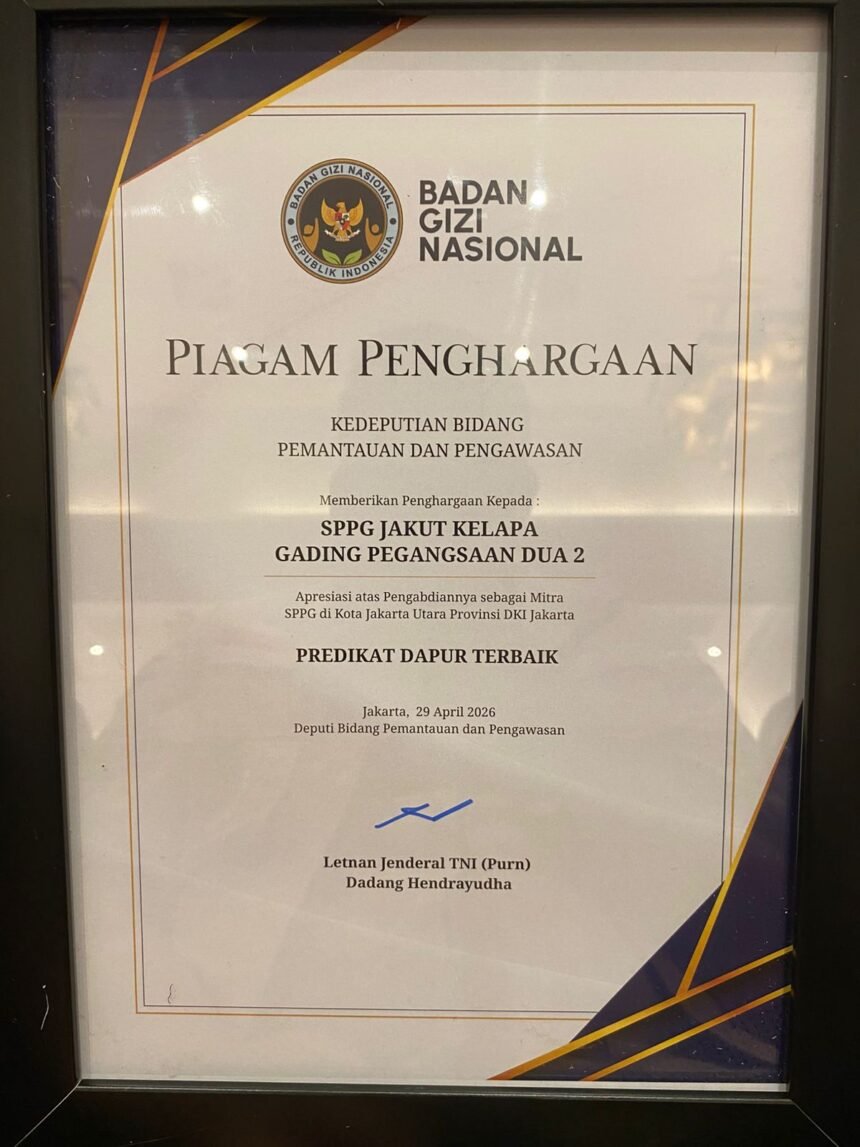 BADAN GIZI NASIONAL
REPUBLIK INDONESIA
BADAN
GIZI
NASIONAL
PIAGAM PENGHARGAAN
KEDEPUTIAN BIDANG
PEMANTAUAN DAN PENGAWASAN
Memberikan Penghargaan Kepada :
SPPG JAKUT KELAPA
GADING PEGANGSAAN DUA 2
Apresiasi atas Pengabdiannya sebagai Mitra
SPPG di Kota Jakarta Utara Provinsi DKI Jakarta
PREDIKAT DAPUR TERBAIK
Jakarta,  29 April 2026
Deputi Bidang Pemantauan dan Pengawasan
Letnan Jenderal TNI (Purn)
Dadang Hendrayudha